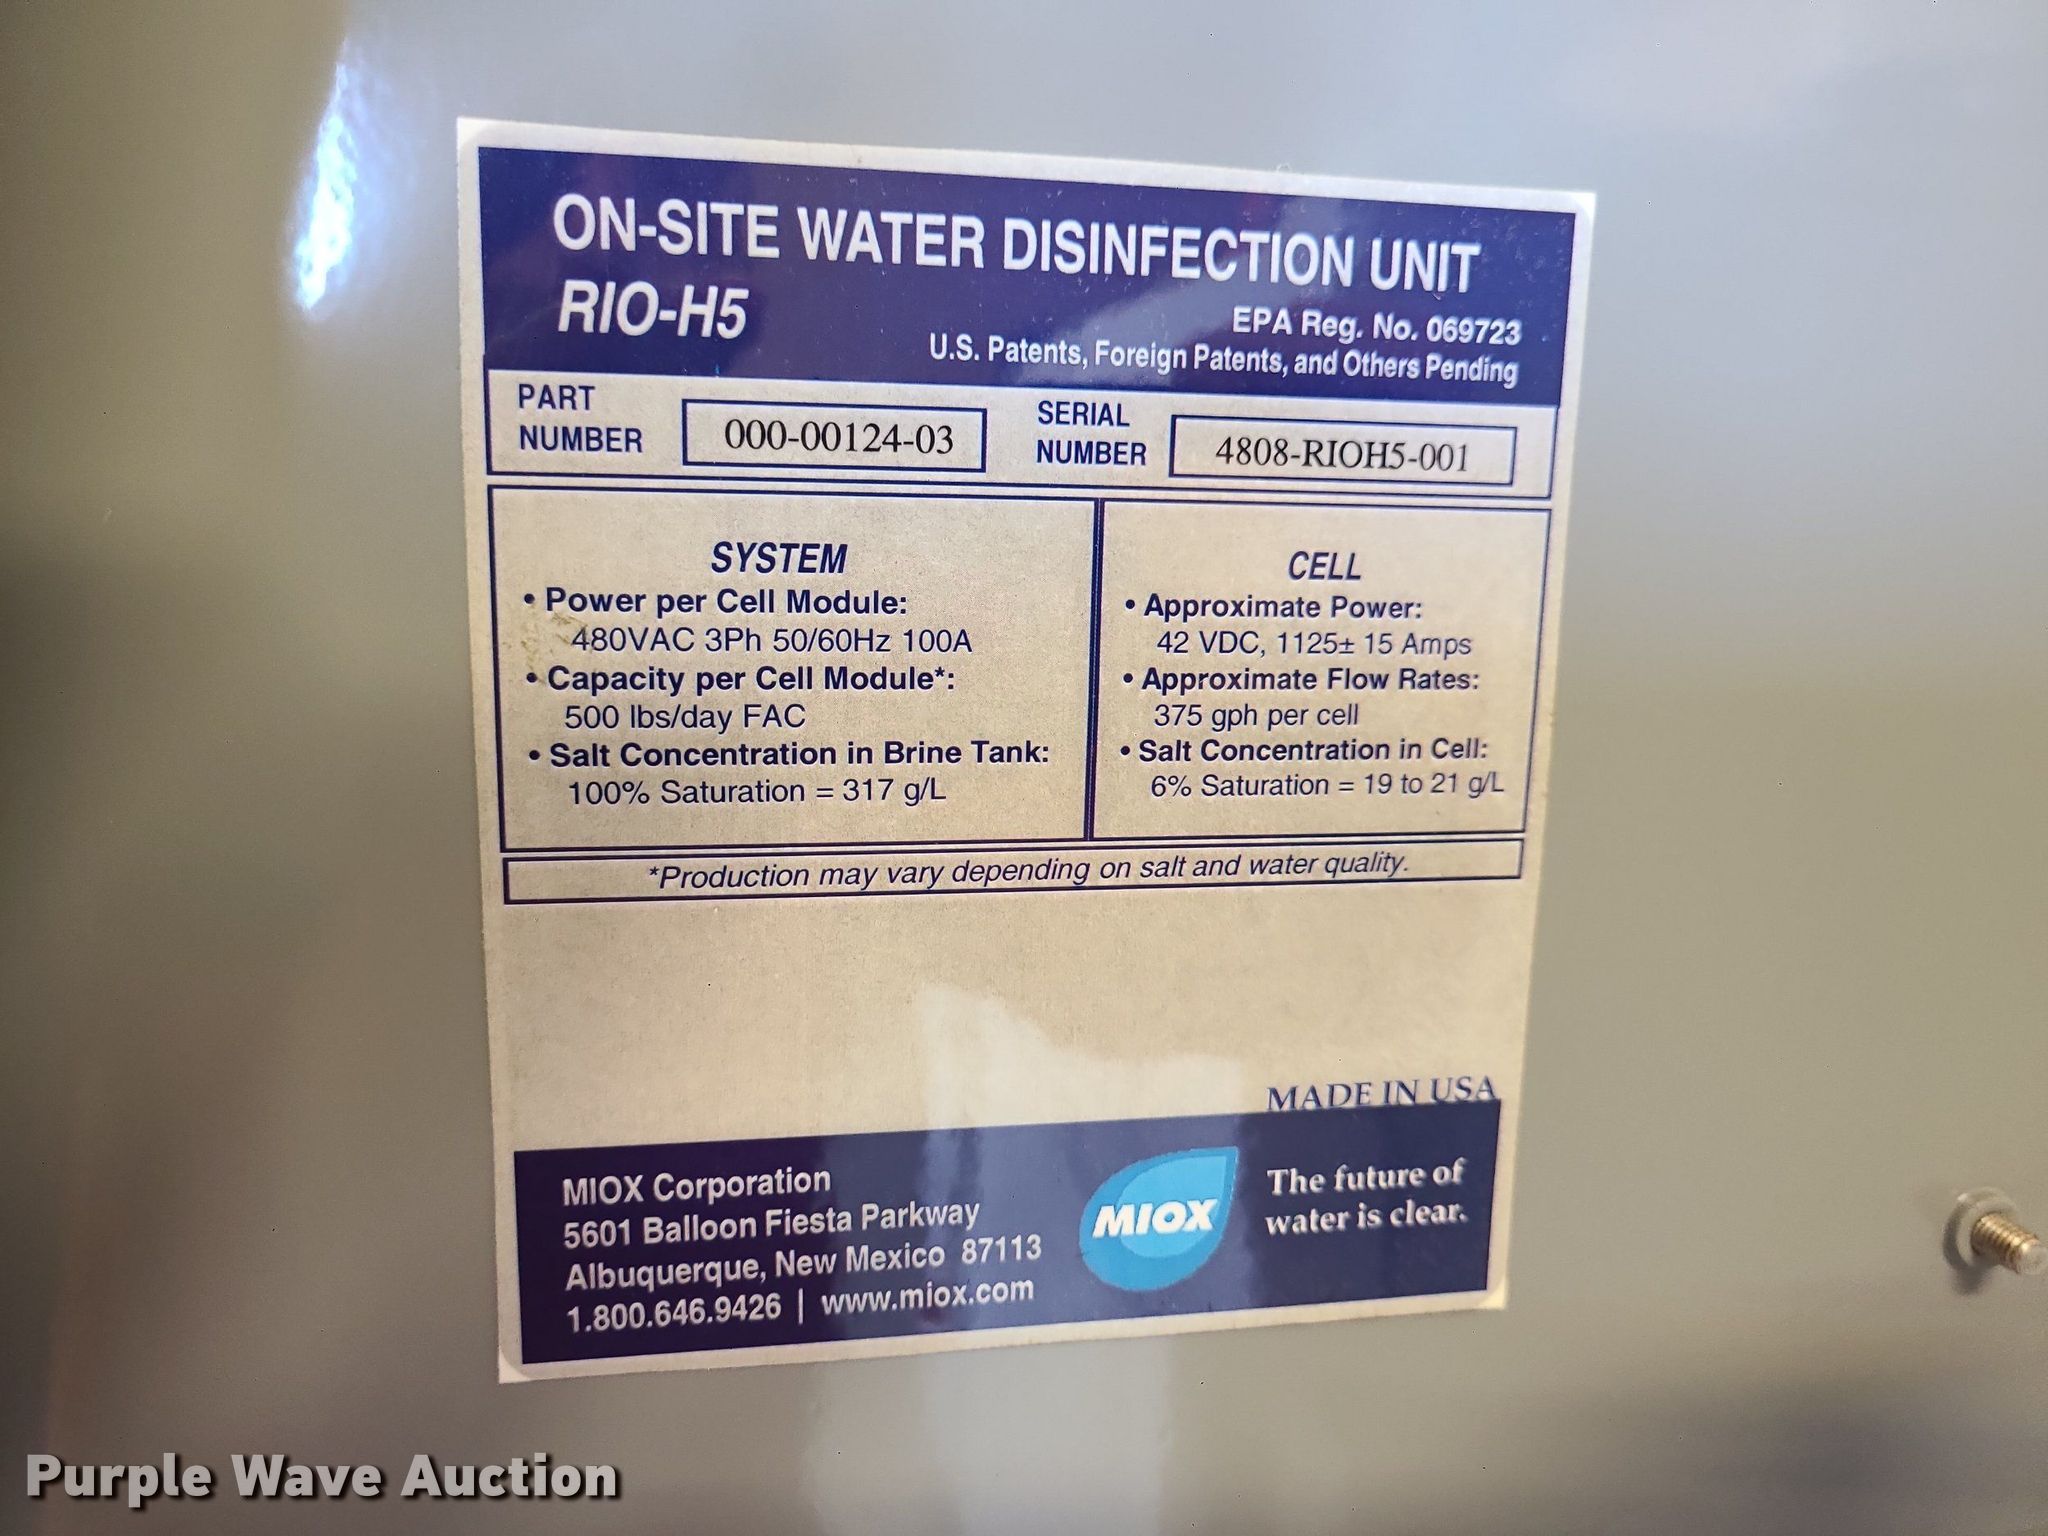 ON-SITE WATER DISINFECTION UNIT
RIO-H5
EPA Reg. No. 069723
U.S. Patents, Foreign Patents, and Others Pending
PART NUMBER
000-00124-03
SERIAL NUMBER
4808-RIOH5-001
SYSTEM
• Power per Cell Module:
480VAC 3Ph 50/60Hz 100A
• Capacity per Cell Module*:
500 lbs/day FAC
• Salt Concentration in Brine Tank:
100% Saturation = 317 g/L
CELL
• Approximate Power:
42 VDC, 1125± 15 Amps
• Approximate Flow Rates:
375 gph per cell
• Salt Concentration in Cell:
6% Saturation = 19 to 21 g/L
*Production may vary depending on salt and water quality.
MADE IN USA
MIOX Corporation
5601 Balloon Fiesta Parkway
Albuquerque, New Mexico 87113
1.800.646.9426 | www.miox.com
MIOX
The future of
water is clear.
Purple Wave Auction